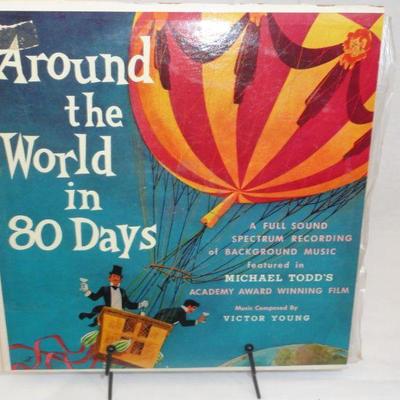 Around
the
World
in
80 Days
A FULL SOUND
SPECTRUM RECORDING
of BACKGROUND MUSIC
featured in
MICHAEL TODD'S
ACADEMY AWARD WINNING FILM
Music Composed By
VICTOR YOUNG